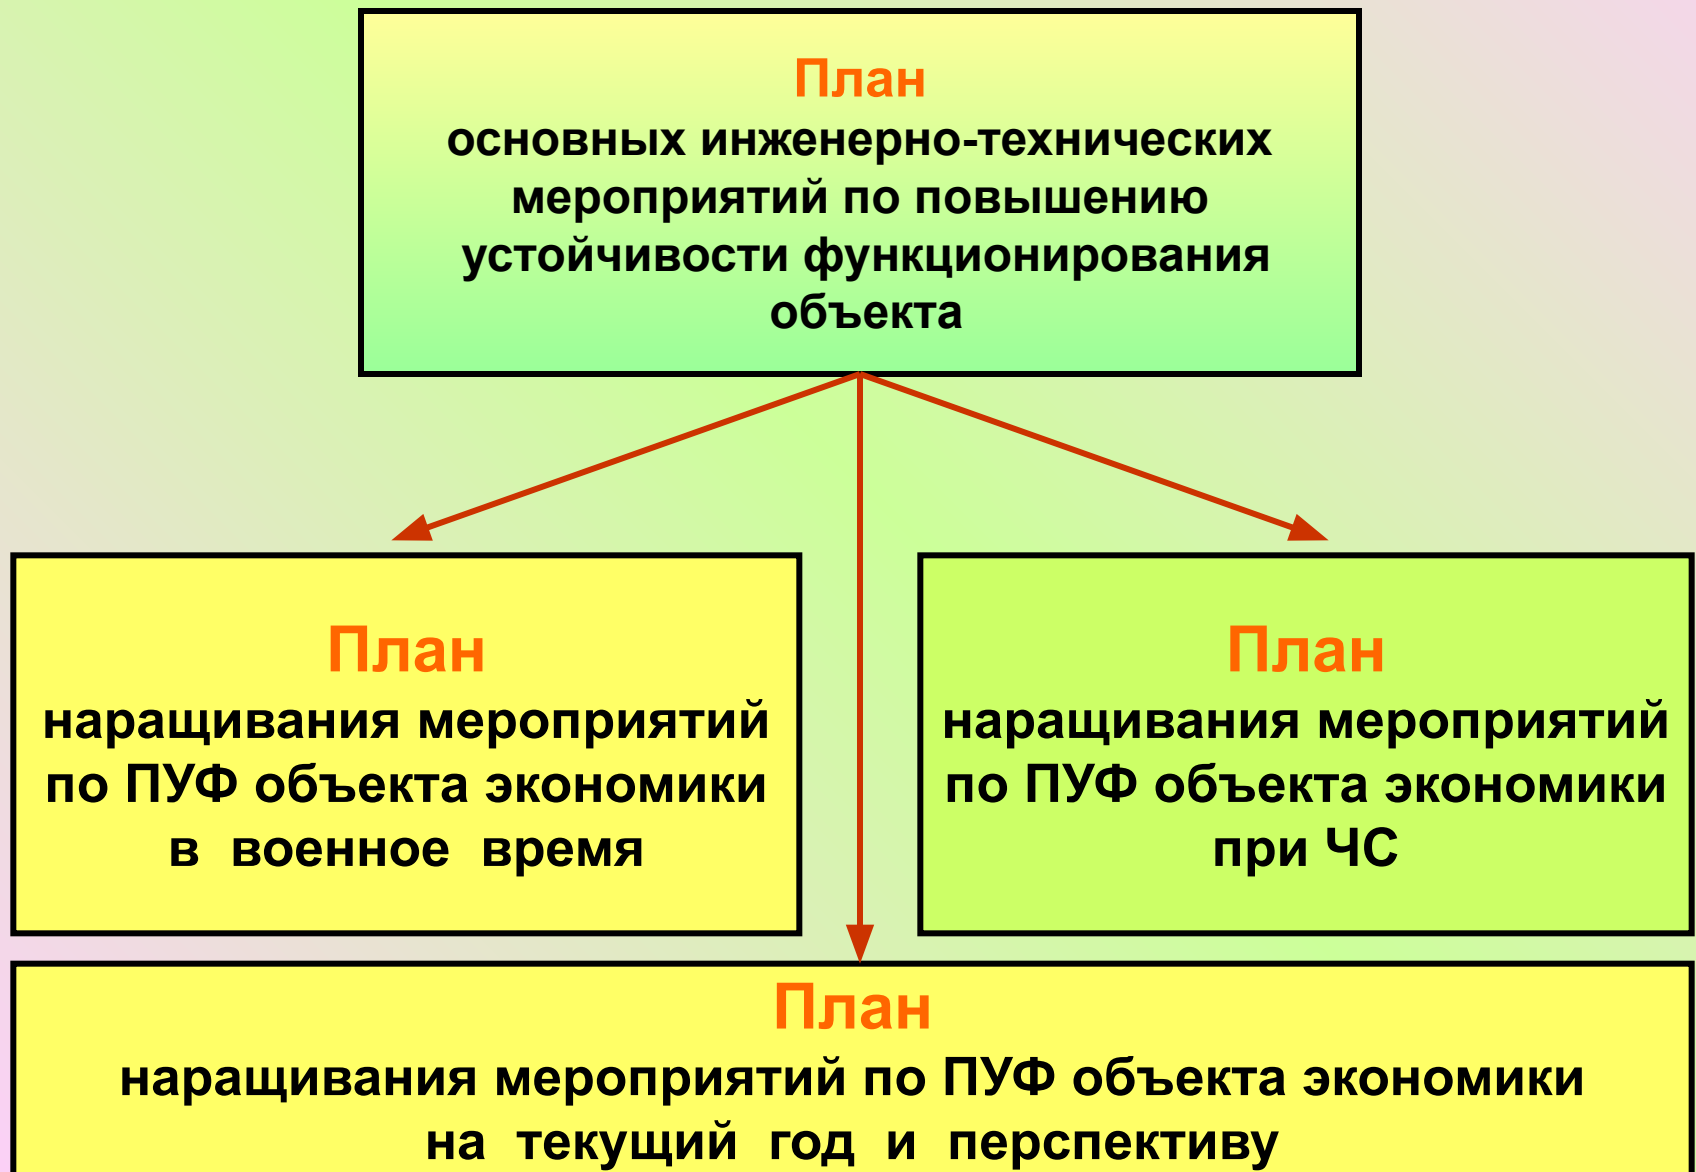 План
основных инженерно-технических
мероприятий по повышению
устойчивости функционирования
объекта
План
наращивания мероприятий
по ПУФ объекта экономики
в военное время
План
наращивания мероприятий
по ПУФ объекта экономики
при ЧС
План
наращивания мероприятий по ПУФ объекта экономики
на текущий год и перспективу